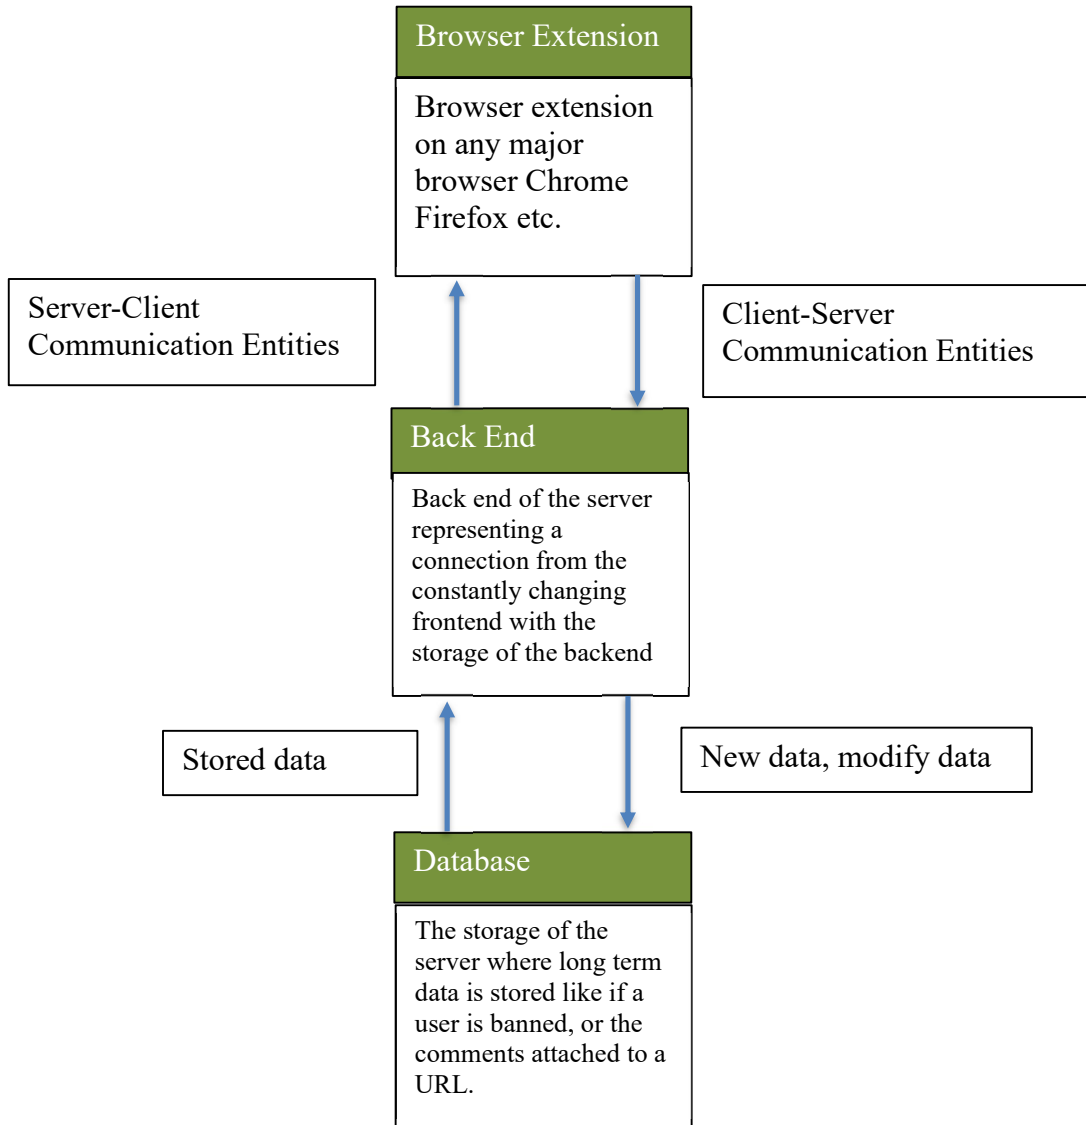 Browser Extension
Browser extension
on any major
browser Chrome
Firefox etc.
Server-Client
Communication Entities
Client-Server
Communication Entities
Back End
Back end of the server
representing a
connection from the
constantly changing
frontend with the
storage of the backend
Stored data
New data, modify data
Database
The storage of the
server where long term
data is stored like if a
user is banned, or the
comments attached to a
URL.